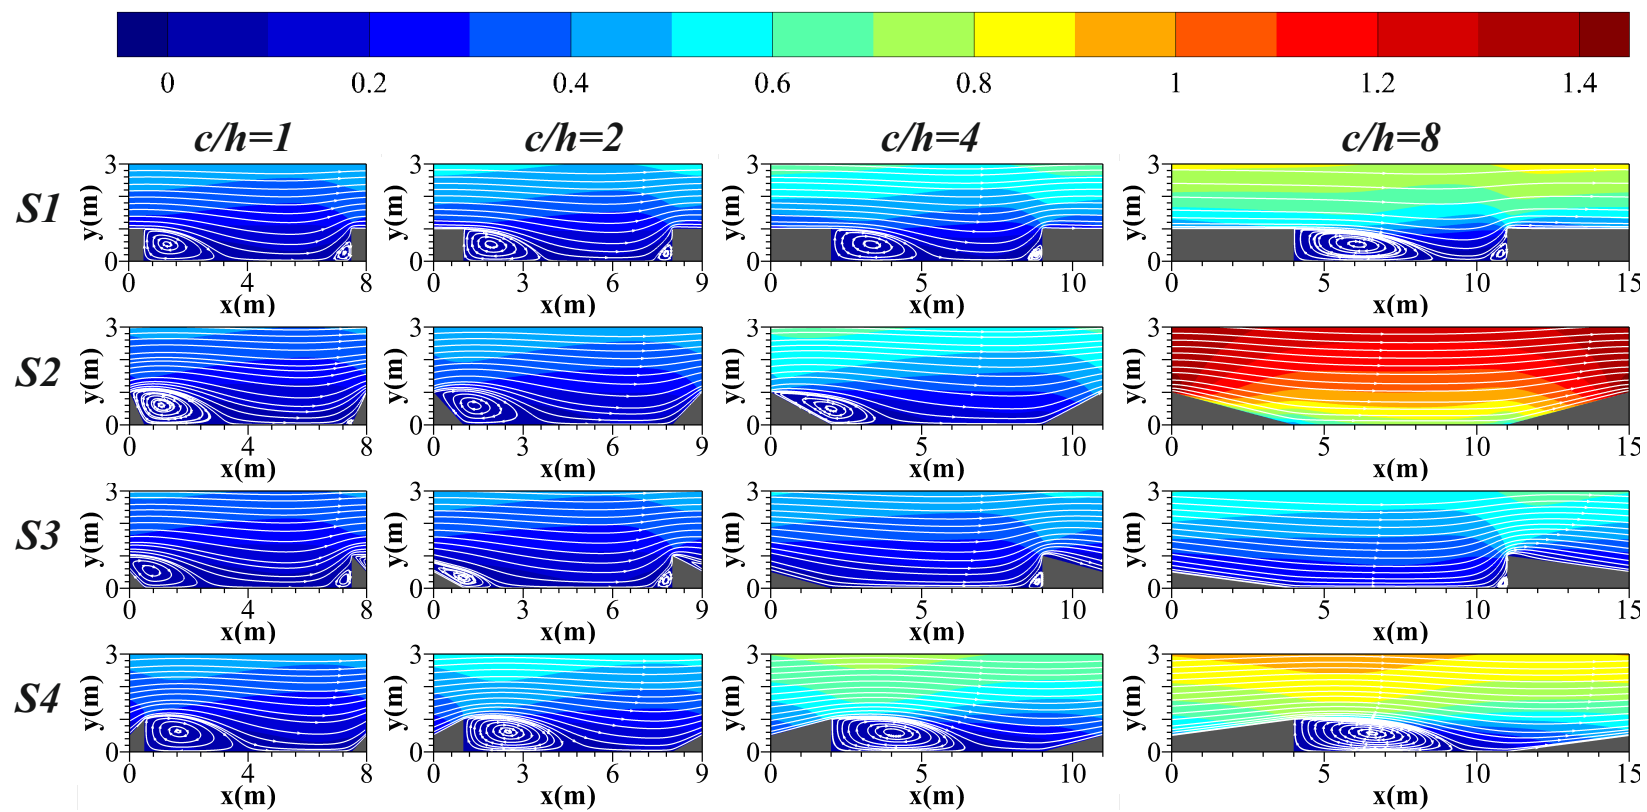 0 0.2 0.4 0.6 0.8 1 1.2 1.4
c/h=1 c/h=2 c/h=4 c/h=8
S1
y(m) 3 0 0 4 8 x(m)
y(m) 3 0 0 3 6 9 x(m)
y(m) 3 0 0 5 10 x(m)
y(m) 3 0 0 5 10 15 x(m)
S2
y(m) 3 0 0 4 8 x(m)
y(m) 3 0 0 3 6 9 x(m)
y(m) 3 0 0 5 10 x(m)
y(m) 3 0 0 5 10 15 x(m)
S3
y(m) 3 0 0 4 8 x(m)
y(m) 3 0 0 3 6 9 x(m)
y(m) 3 0 0 5 10 x(m)
y(m) 3 0 0 5 10 15 x(m)
S4
y(m) 3 0 0 4 8 x(m)
y(m) 3 0 0 3 6 9 x(m)
y(m) 3 0 0 5 10 x(m)
y(m) 3 0 0 5 10 15 x(m)